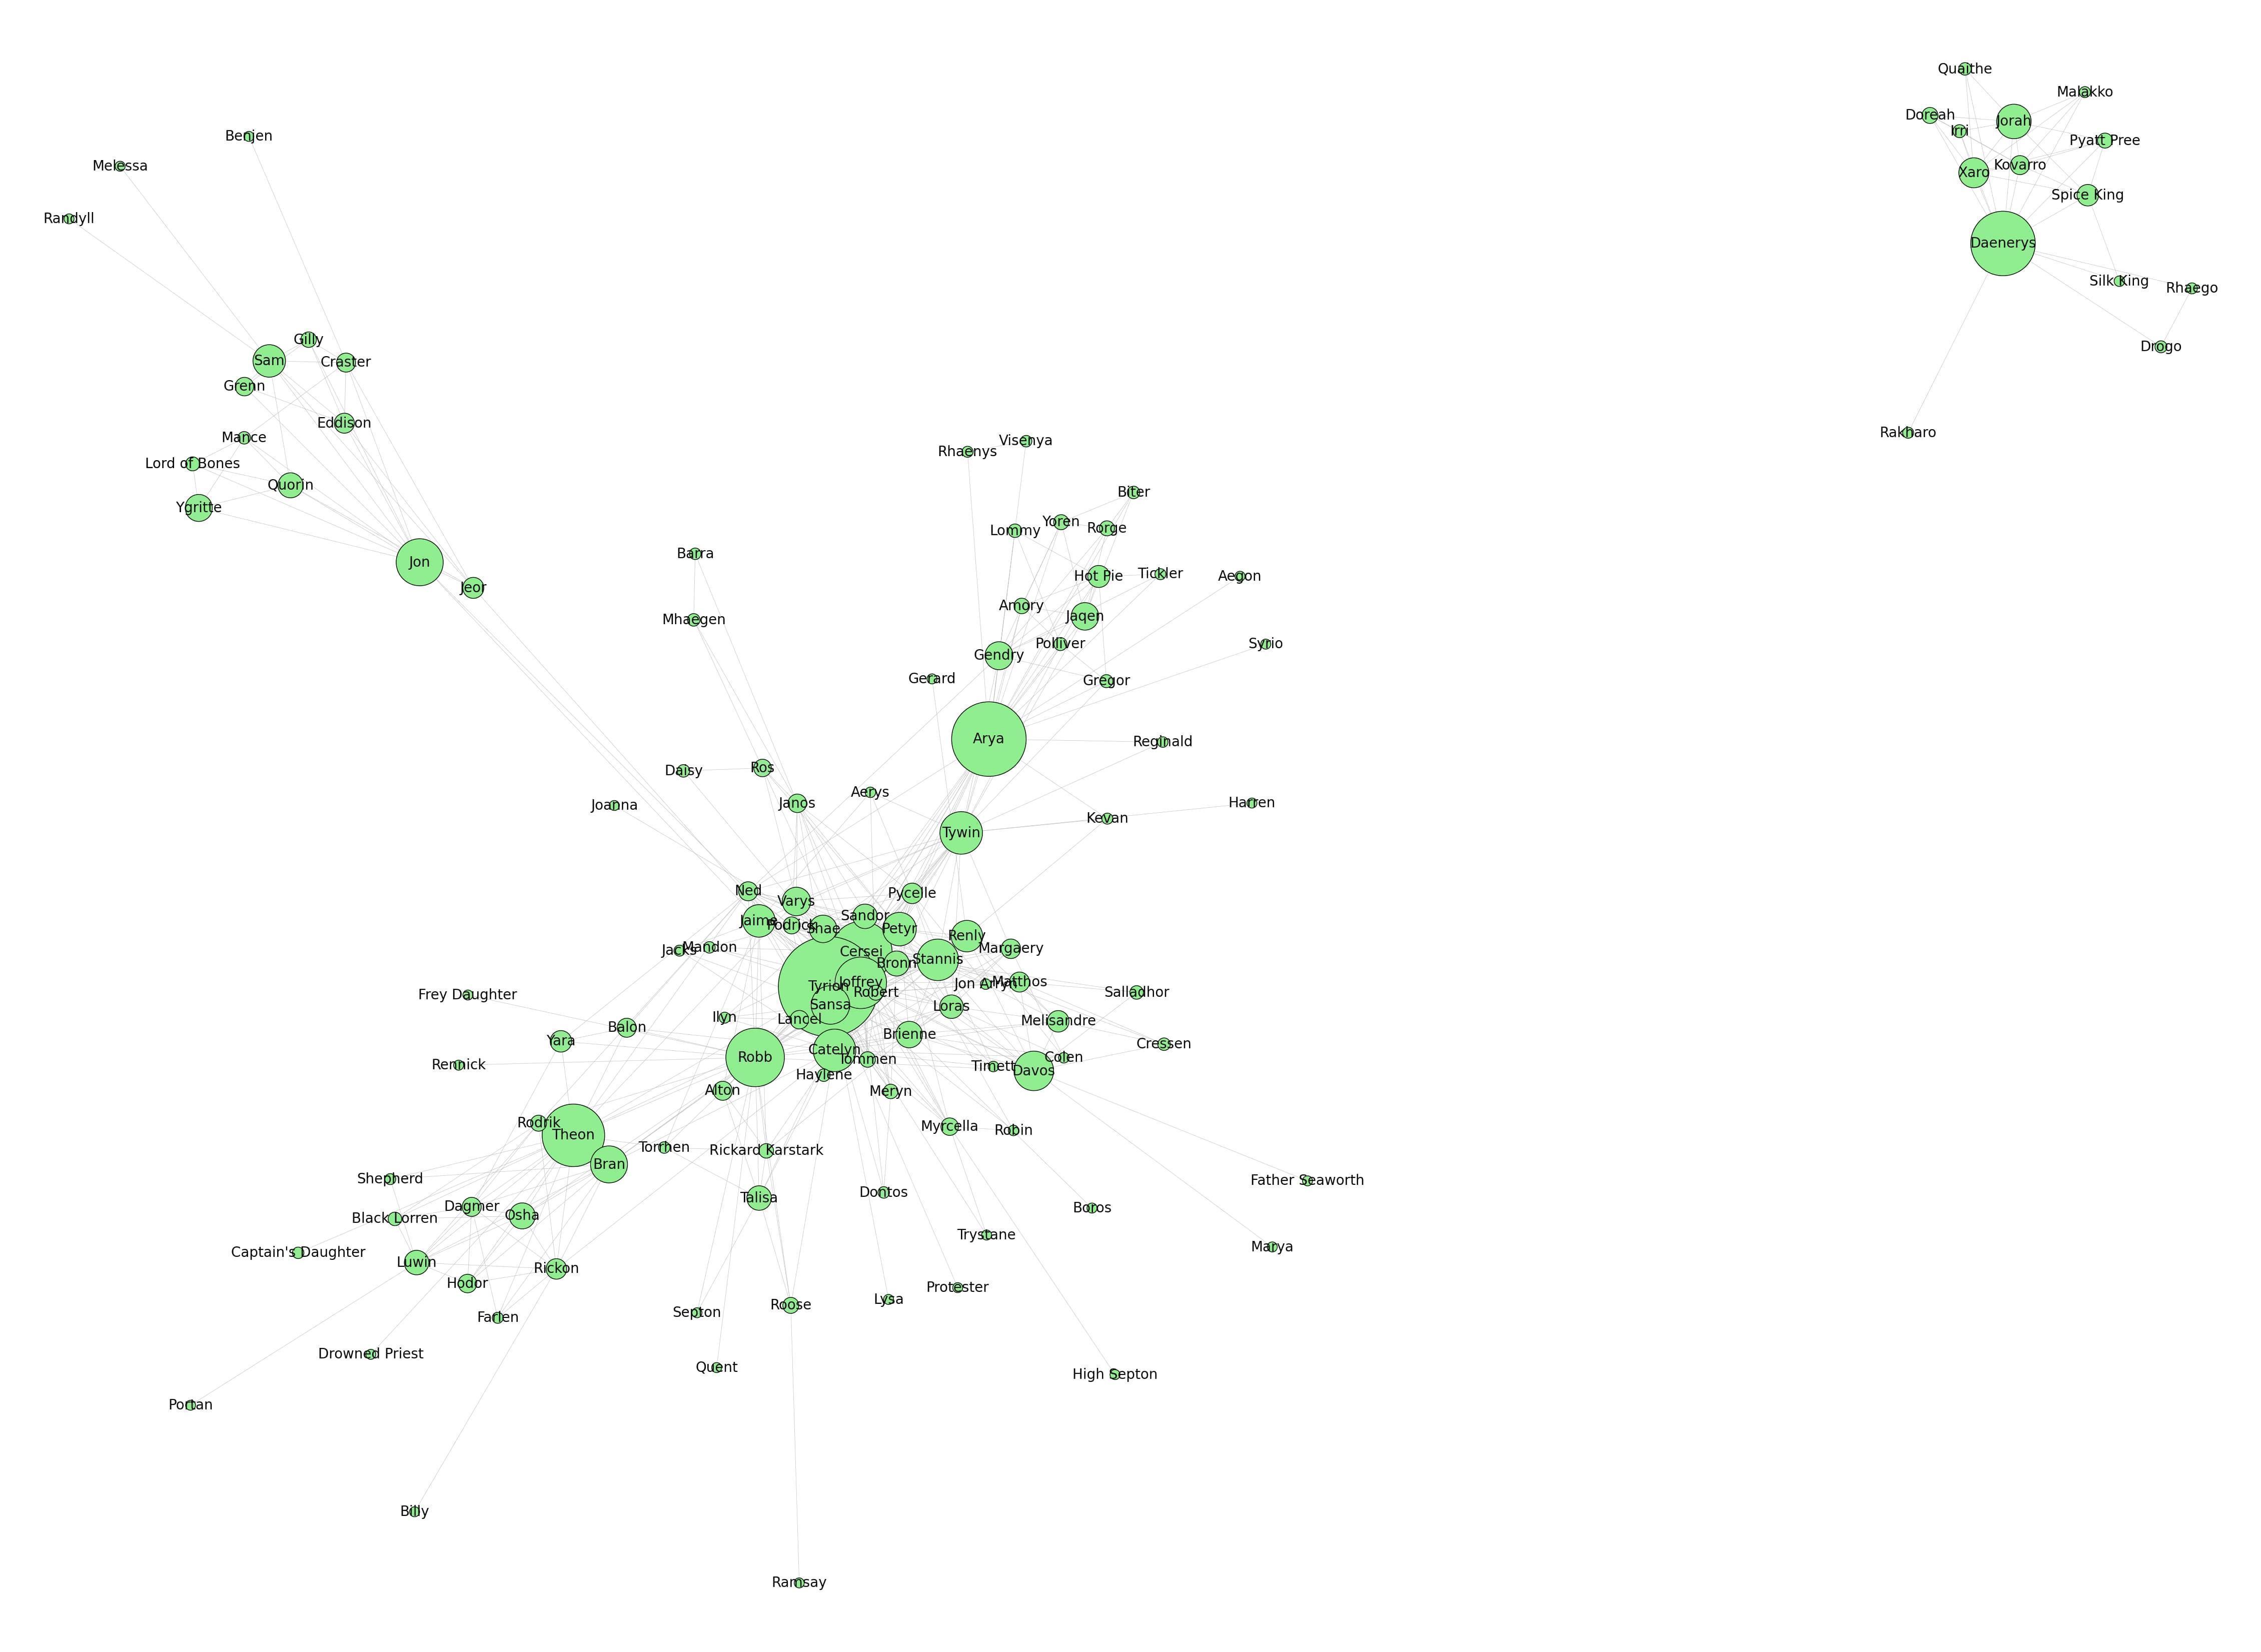 Quaithe
Malakko
Doreah
Jorah
Irri
Pyatt Pree
Kovarro
Xaro
Spice King
Daenerys
Silk King
Rhaego
Drogo
Rakharo
Benjen
Melessa
Randyll
Gilly
Sam
Craster
Grenn
Eddison
Mance
Lord of Bones
Quorin
Ygritte
Jon
Jeor
Visenya
Rhaenys
Biter
Yoren
Lommy
Rorge
Barra
Hot Pie
Tickler
Aegon
Amory
Jaqen
Mhaegen
Polliver
Syrio
Gendry
Gerard
Gregor
Arya
Reginald
Daisy
Ros
Aerys
Janos
Joanna
Harren
Kevan
Tywin
Ned
Varys
Pycelle
Sandor
Jaime
Podrick
Shae
Petyr
Renly
Jacks
Mandon
Cersei
Margaery
Bronn
Stannis
Joffrey
Tyrion
Robert
Jon Arryn
Matthos
Salladhor
Frey Daughter
Sansa
Loras
Ilyn
Lancel
Melisandre
Balon
Yara
Brienne
Cressen
Catelyn
Robb
Tommen
Colen
Rennick
Timett
Davos
Haylene
Alton
Meryn
Rodrik
Theon
Myrcella
Robin
Torrhen
Rickard Karstark
Bran
Shepherd
Father Seaworth
Dontos
Talisa
Dagmer
Osha
Boros
Black Lorren
Trystane
Marya
Captain's Daughter
Luwin
Rickon
Hodor
Protester
Lysa
Roose
Septon
Farlen
Drowned Priest
Quent
High Septon
Portan
Billy
Ramsay